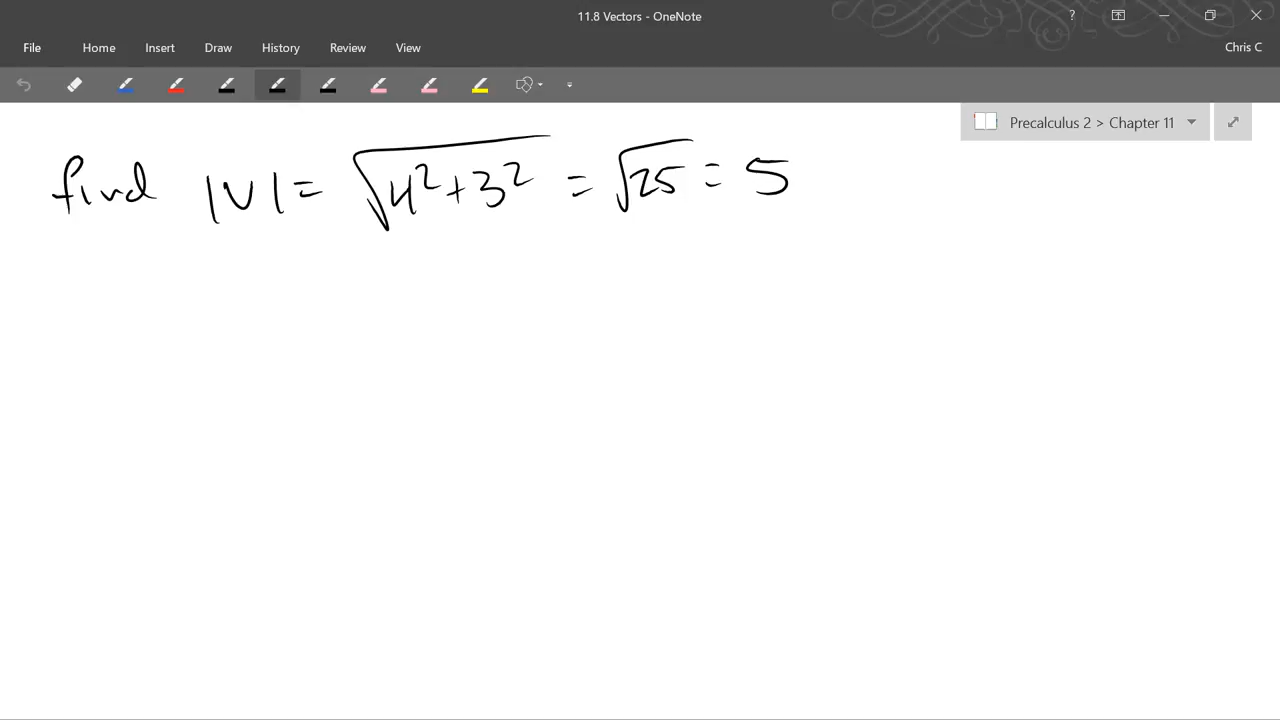 11.8 Vectors - OneNote
?
File Home Insert Draw History Review View Chris C
Precalculus 2 > Chapter 11
find |V| = √4²+3² = √25 = 5